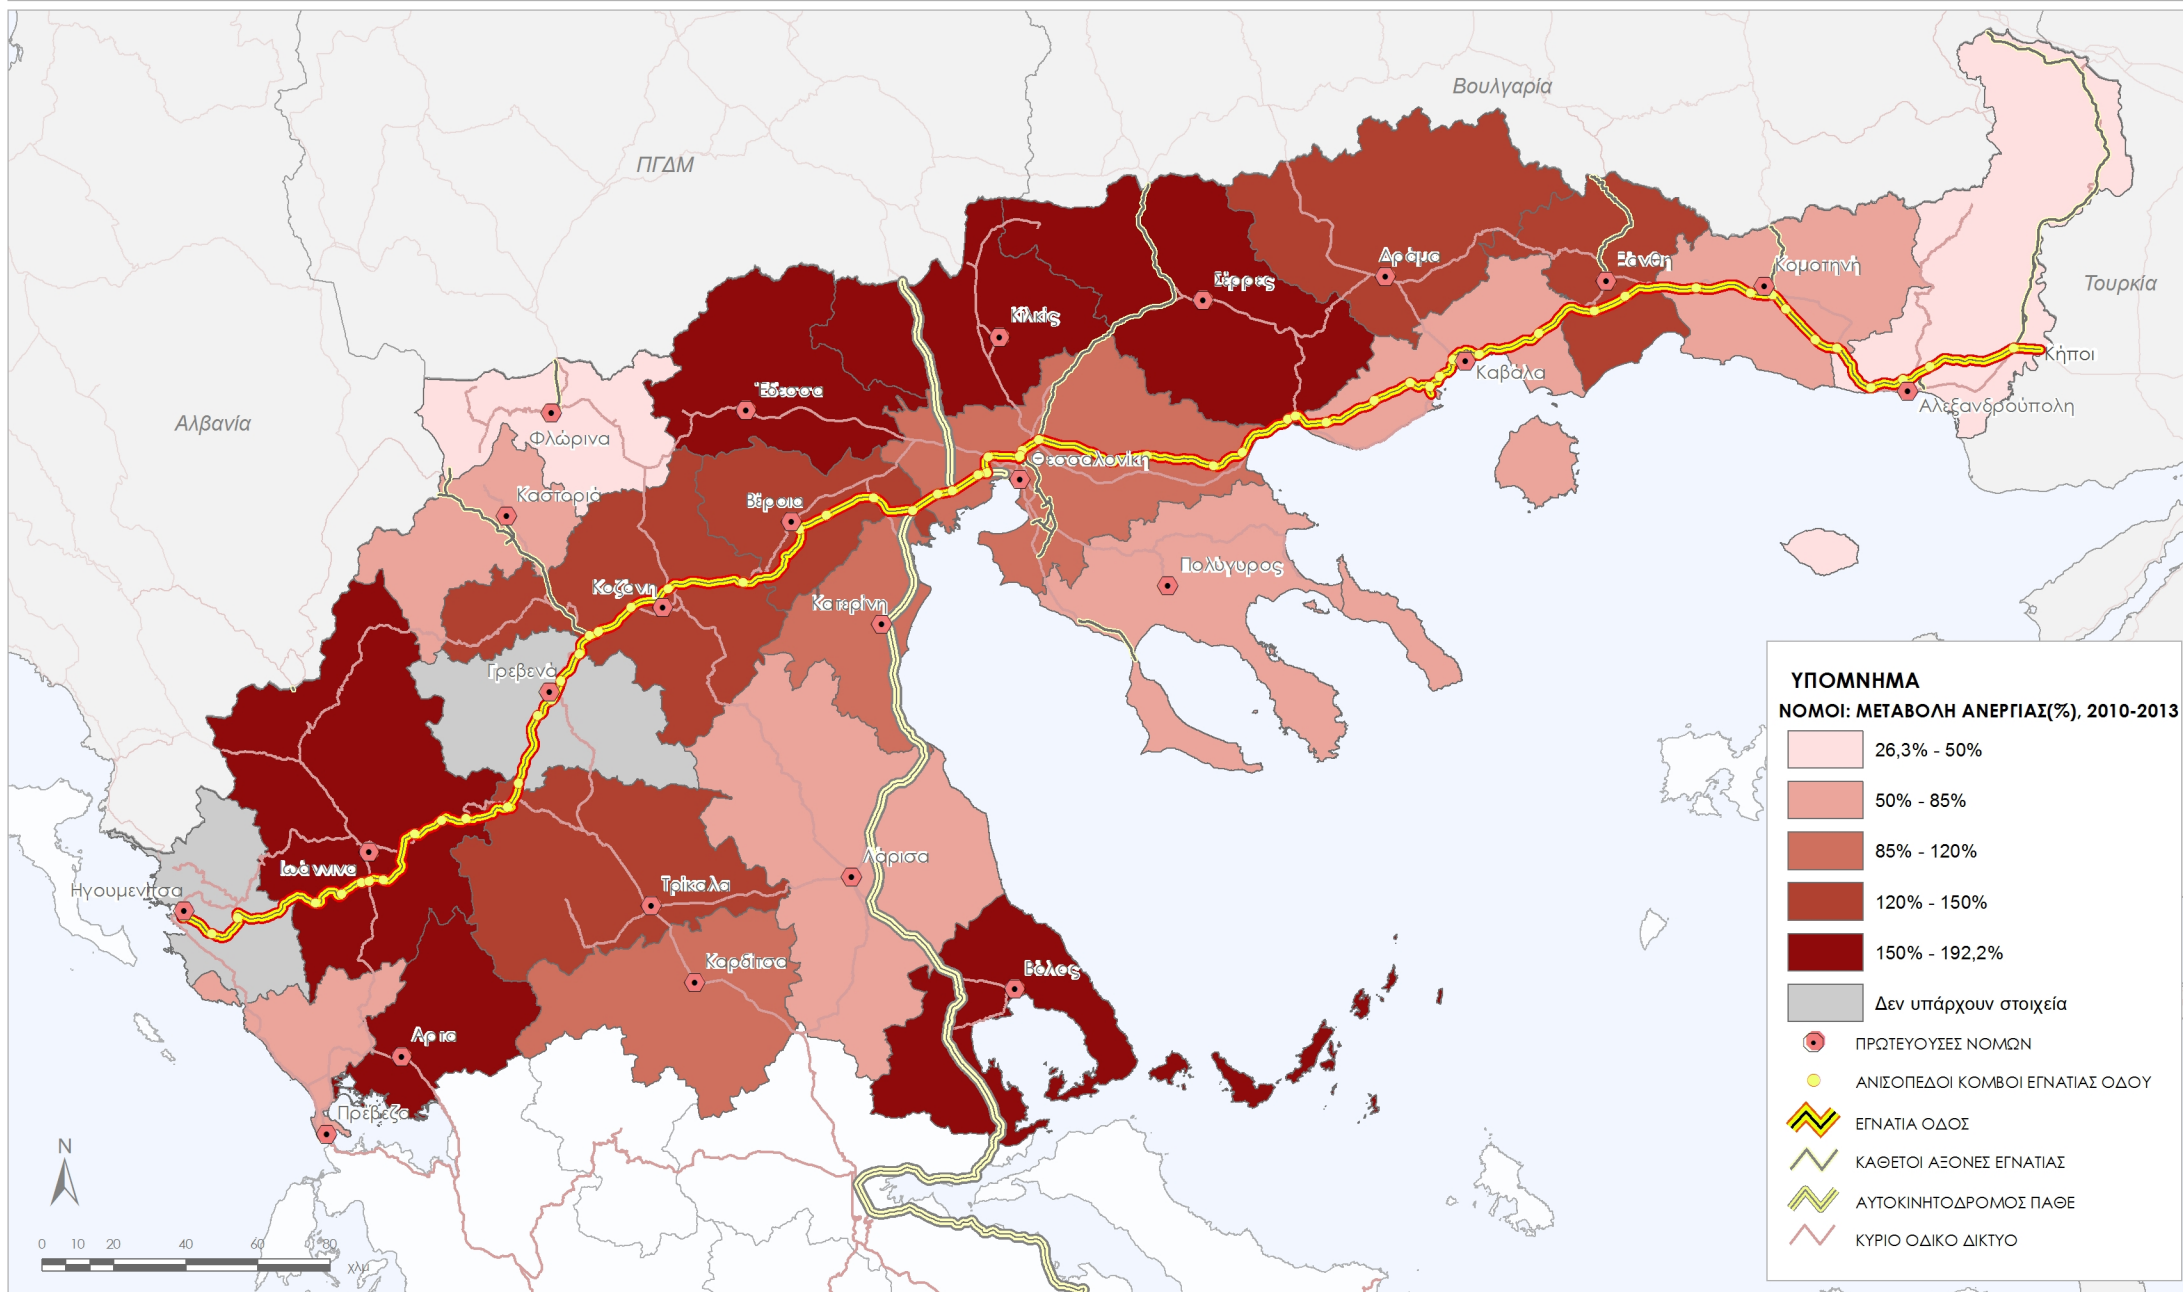 Βουλγαρία
ΠΓΔΜ
Τουρκία
Αλβανία
Δράμα
Ξάνθη
Κομοτηνή
Σέρρες
Κιλκίς
Κήποι
Καβάλα
Έδεσσα
Αλεξανδρούπολη
Φλώρινα
Θεσσαλονίκη
Καστοριά
Βέροια
Πολύγυρος
Κοζάνη
Κατερίνη
Γρεβενά
Λάρισα
Ιωάννινα
Τρίκαλα
Ηγουμενίτσα
Καρδίτσα
Βόλος
Άρτα
Πρέβεζα
N
0 10 20 40 60 80
χλμ
ΥΠΟΜΝΗΜΑ
ΝΟΜΟΙ: ΜΕΤΑΒΟΛΗ ΑΝΕΡΓΙΑΣ(%), 2010-2013
26,3% - 50%
50% - 85%
85% - 120%
120% - 150%
150% - 192,2%
Δεν υπάρχουν στοιχεία
ΠΡΩΤΕΥΟΥΣΕΣ ΝΟΜΩΝ
ΑΝΙΣΟΠΕΔΟΙ ΚΟΜΒΟΙ ΕΓΝΑΤΙΑΣ ΟΔΟΥ
ΕΓΝΑΤΙΑ ΟΔΟΣ
ΚΑΘΕΤΟΙ ΑΞΟΝΕΣ ΕΓΝΑΤΙΑΣ
ΑΥΤΟΚΙΝΗΤΟΔΡΟΜΟΣ ΠΑΘΕ
ΚΥΡΙΟ ΟΔΙΚΟ ΔΙΚΤΥΟ